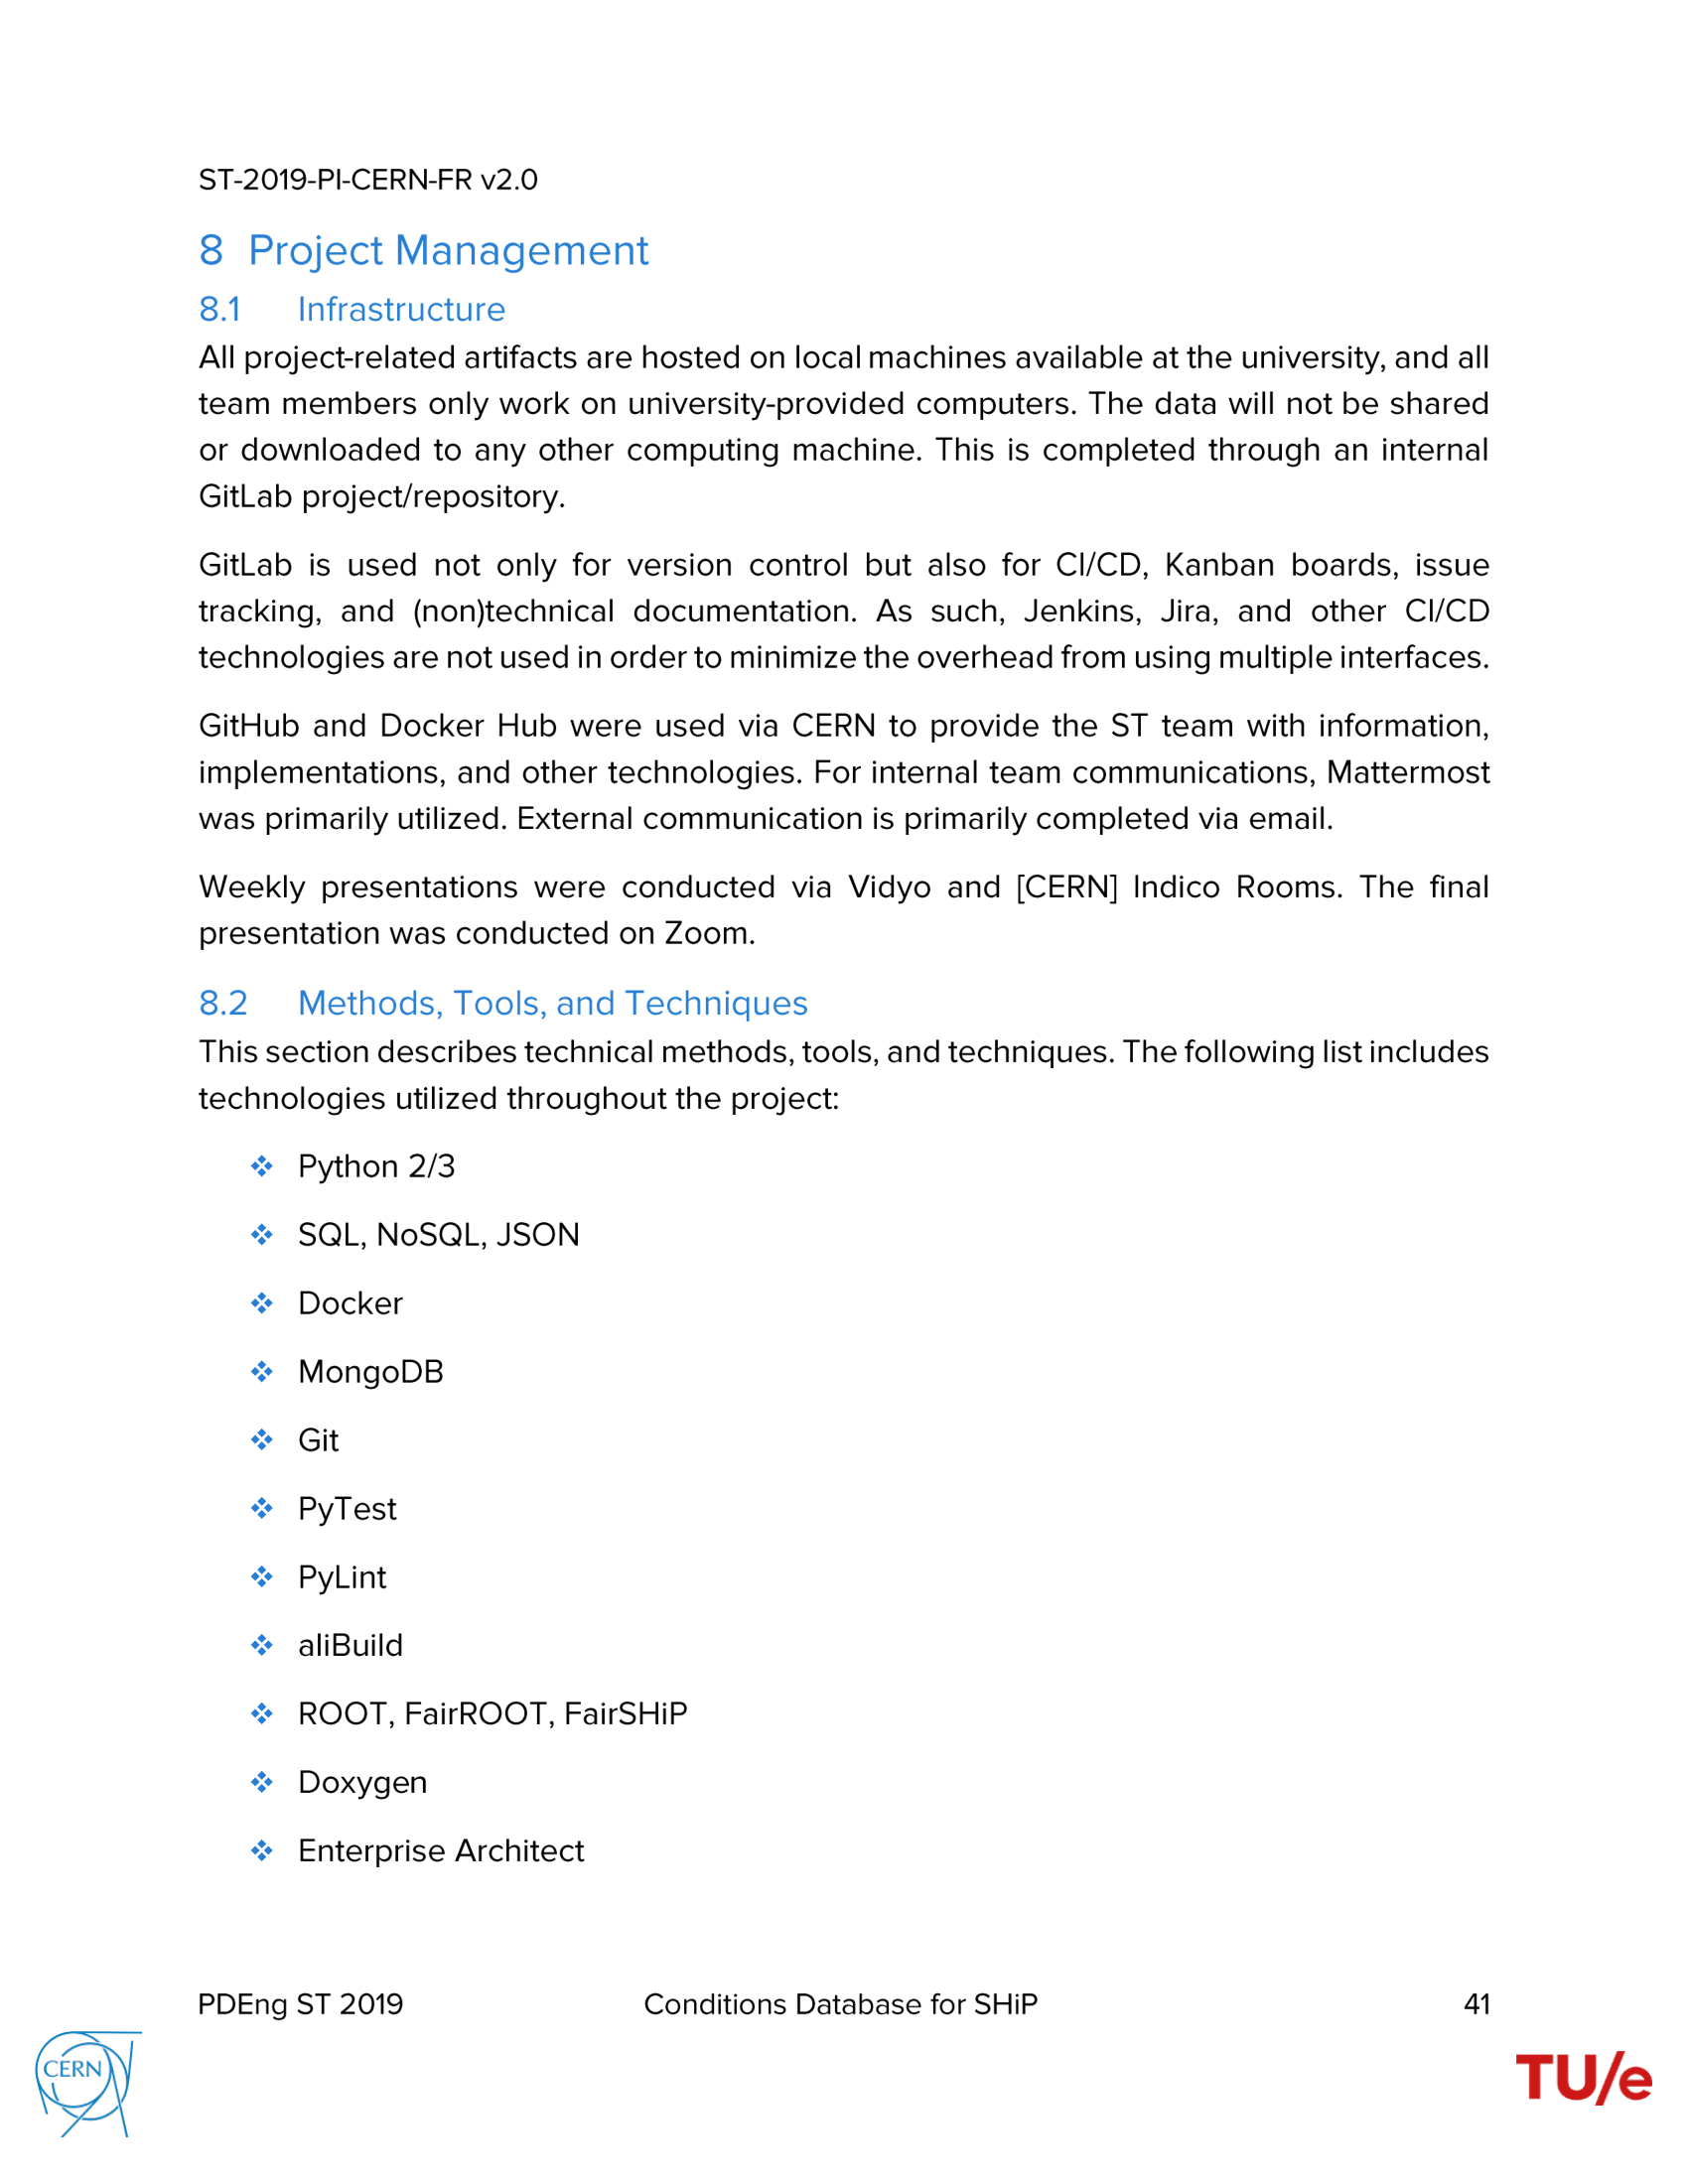 ST-2019-PI-CERN-FR v2.0
8 Project Management
8.1 Infrastructure
All project-related artifacts are hosted on local machines available at the university, and all
team members only work on university-provided computers. The data will not be shared
or downloaded to any other computing machine. This is completed through an internal
GitLab project/repository.
GitLab is used not only for version control but also for CI/CD, Kanban boards, issue
tracking, and (non)technical documentation. As such, Jenkins, Jira, and other CI/CD
technologies are not used in order to minimize the overhead from using multiple interfaces.
GitHub and Docker Hub were used via CERN to provide the ST team with information,
implementations, and other technologies. For internal team communications, Mattermost
was primarily utilized. External communication is primarily completed via email.
Weekly presentations were conducted via Vidyo and [CERN] Indico Rooms. The final
presentation was conducted on Zoom.
8.2 Methods, Tools, and Techniques
This section describes technical methods, tools, and techniques. The following list includes
technologies utilized throughout the project:
❖ Python 2/3
❖ SQL, NoSQL, JSON
❖ Docker
❖ MongoDB
❖ Git
❖ PyTest
❖ PyLint
❖ aliBuild
❖ ROOT, FairROOT, FairSHiP
❖ Doxygen
❖ Enterprise Architect
PDEng ST 2019 Conditions Database for SHiP 41
CERN
TU/e